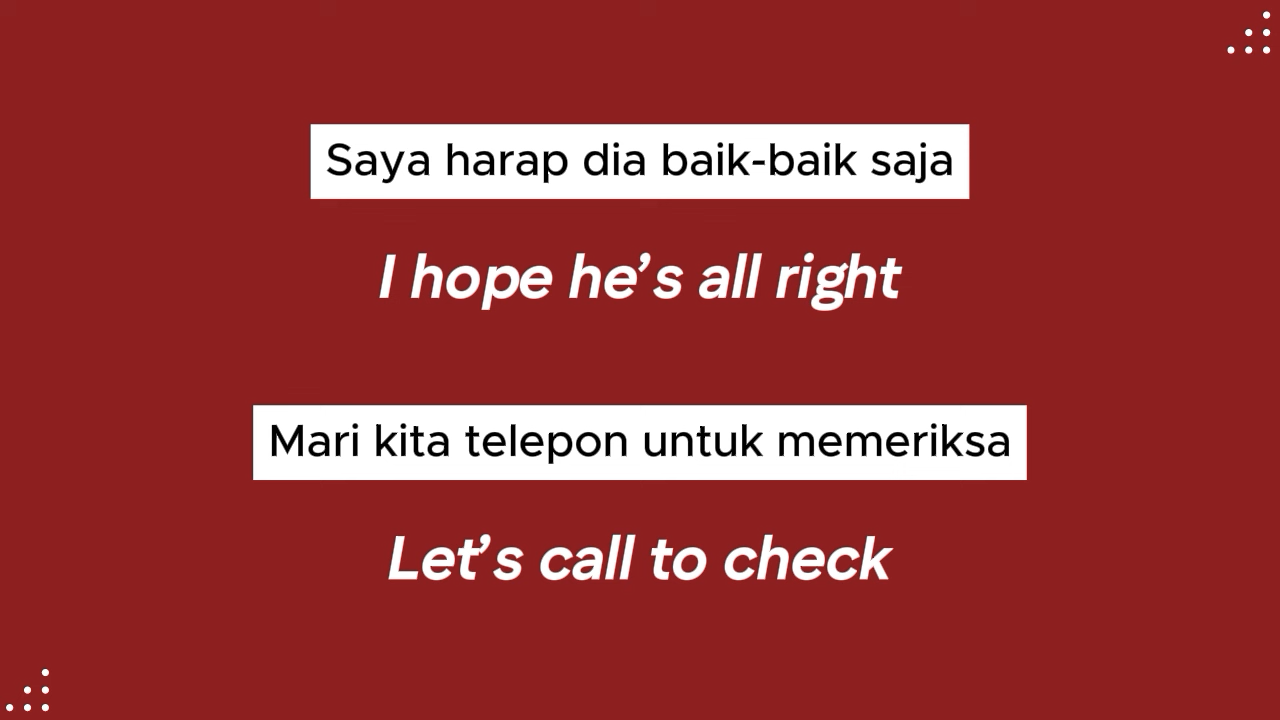 Saya harap dia baik-baik saja
I hope he’s all right
Mari kita telepon untuk memeriksa
Let’s call to check